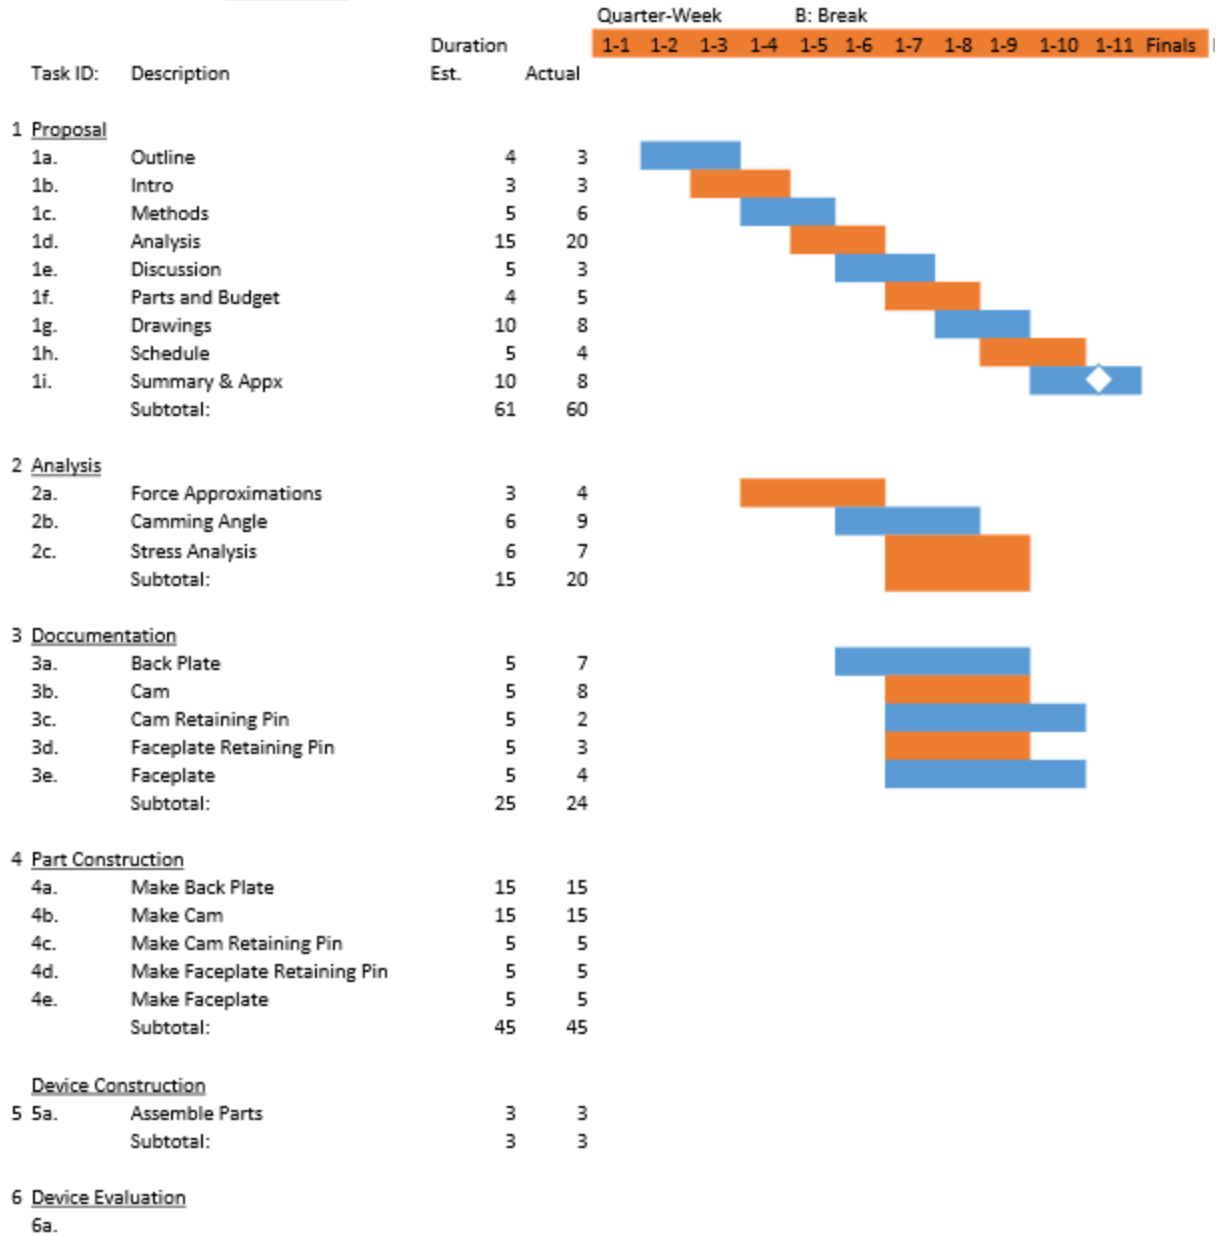 Quarter-Week B: Break
Duration 1-1 1-2 1-3 1-4 1-5 1-6 1-7 1-8 1-9 1-10 1-11 Finals
Task ID: Description Est. Actual
1 Proposal
1a. Outline 4 3
1b. Intro 3 3
1c. Methods 5 6
1d. Analysis 15 20
1e. Discussion 5 3
1f. Parts and Budget 4 5
1g. Drawings 10 8
1h. Schedule 5 4
1i. Summary & Appx 10 8
Subtotal: 61 60
2 Analysis
2a. Force Approximations 3 4
2b. Camming Angle 6 9
2c. Stress Analysis 6 7
Subtotal: 15 20
3 Doccumentation
3a. Back Plate 5 7
3b. Cam 5 8
3c. Cam Retaining Pin 5 2
3d. Faceplate Retaining Pin 5 3
3e. Faceplate 5 4
Subtotal: 25 24
4 Part Construction
4a. Make Back Plate 15 15
4b. Make Cam 15 15
4c. Make Cam Retaining Pin 5 5
4d. Make Faceplate Retaining Pin 5 5
4e. Make Faceplate 5 5
Subtotal: 45 45
Device Construction
5 5a. Assemble Parts 3 3
Subtotal: 3 3
6 Device Evaluation
6a.